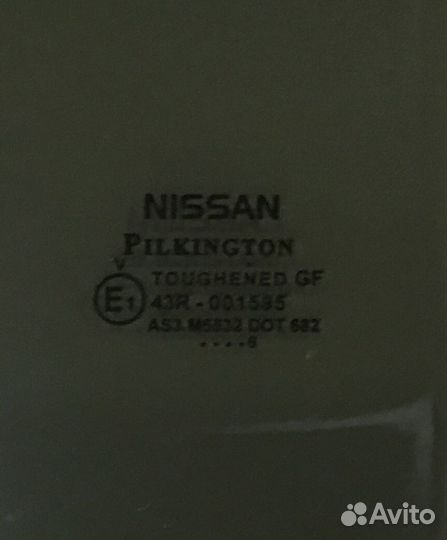 NISSAN
PILKINGTON
V
TOUGHENED GF
E1
43R - 001585
AS3 M5832 DOT 682
....6
Avito